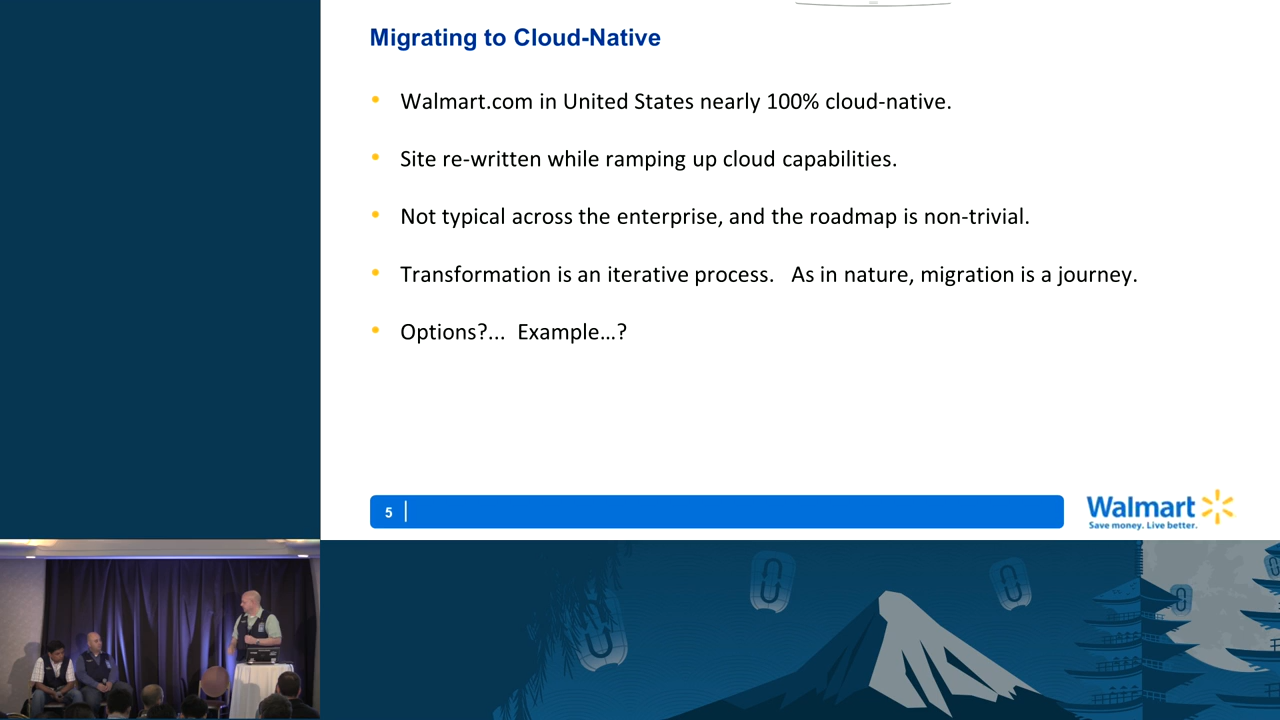 Migrating to Cloud-Native
• Walmart.com in United States nearly 100% cloud-native.
• Site re-written while ramping up cloud capabilities.
• Not typical across the enterprise, and the roadmap is non-trivial.
• Transformation is an iterative process.   As in nature, migration is a journey.
• Options?...  Example...?
5
Walmart
Save money. Live better.